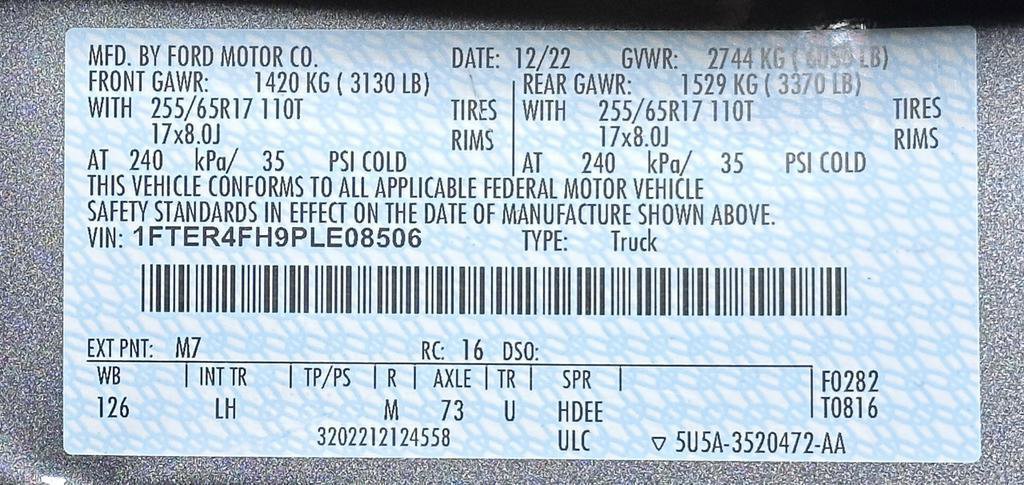 MFD. BY FORD MOTOR CO. DATE: 12/22 GVWR: 2744 KG ( 6050 LB)
FRONT GAWR: 1420 KG ( 3130 LB) REAR GAWR: 1529 KG ( 3370 LB)
WITH 255/65R17 110T TIRES WITH 255/65R17 110T TIRES
17x8.0J RIMS 17x8.0J RIMS
AT 240 kPa/ 35 PSI COLD AT 240 kPa/ 35 PSI COLD
THIS VEHICLE CONFORMS TO ALL APPLICABLE FEDERAL MOTOR VEHICLE
SAFETY STANDARDS IN EFFECT ON THE DATE OF MANUFACTURE SHOWN ABOVE.
VIN: 1FTER4FH9PLE08506 TYPE: Truck
EXT PNT: M7 RC: 16 DSO:
WB INT TR TP/PS R AXLE TR SPR F0282
126 LH M 73 U HDEE T0816
3202212124558 ULC ▽ 5U5A-3520472-AA